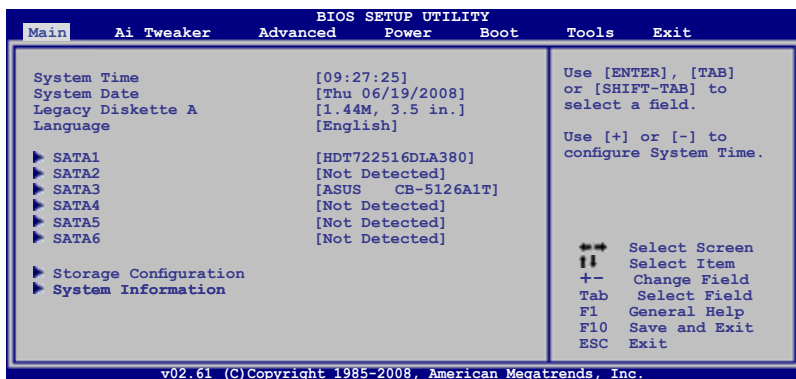 BIOS SETUP UTILITY
Main Ai Tweaker Advanced Power Boot Tools Exit
System Time [09:27:25]
System Date [Thu 06/19/2008]
Legacy Diskette A [1.44M, 3.5 in.]
Language [English]
SATA1 [HDT722516DLA380]
SATA2 [Not Detected]
SATA3 [ASUS CB-5126A1T]
SATA4 [Not Detected]
SATA5 [Not Detected]
SATA6 [Not Detected]
Storage Configuration
System Information
Use [ENTER], [TAB]
or [SHIFT-TAB] to
select a field.
Use [+] or [-] to
configure System Time.
Select Screen
Select Item
+- Change Field
Tab Select Field
F1 General Help
F10 Save and Exit
ESC Exit
v02.61 (C)Copyright 1985-2008, American Megatrends, Inc.